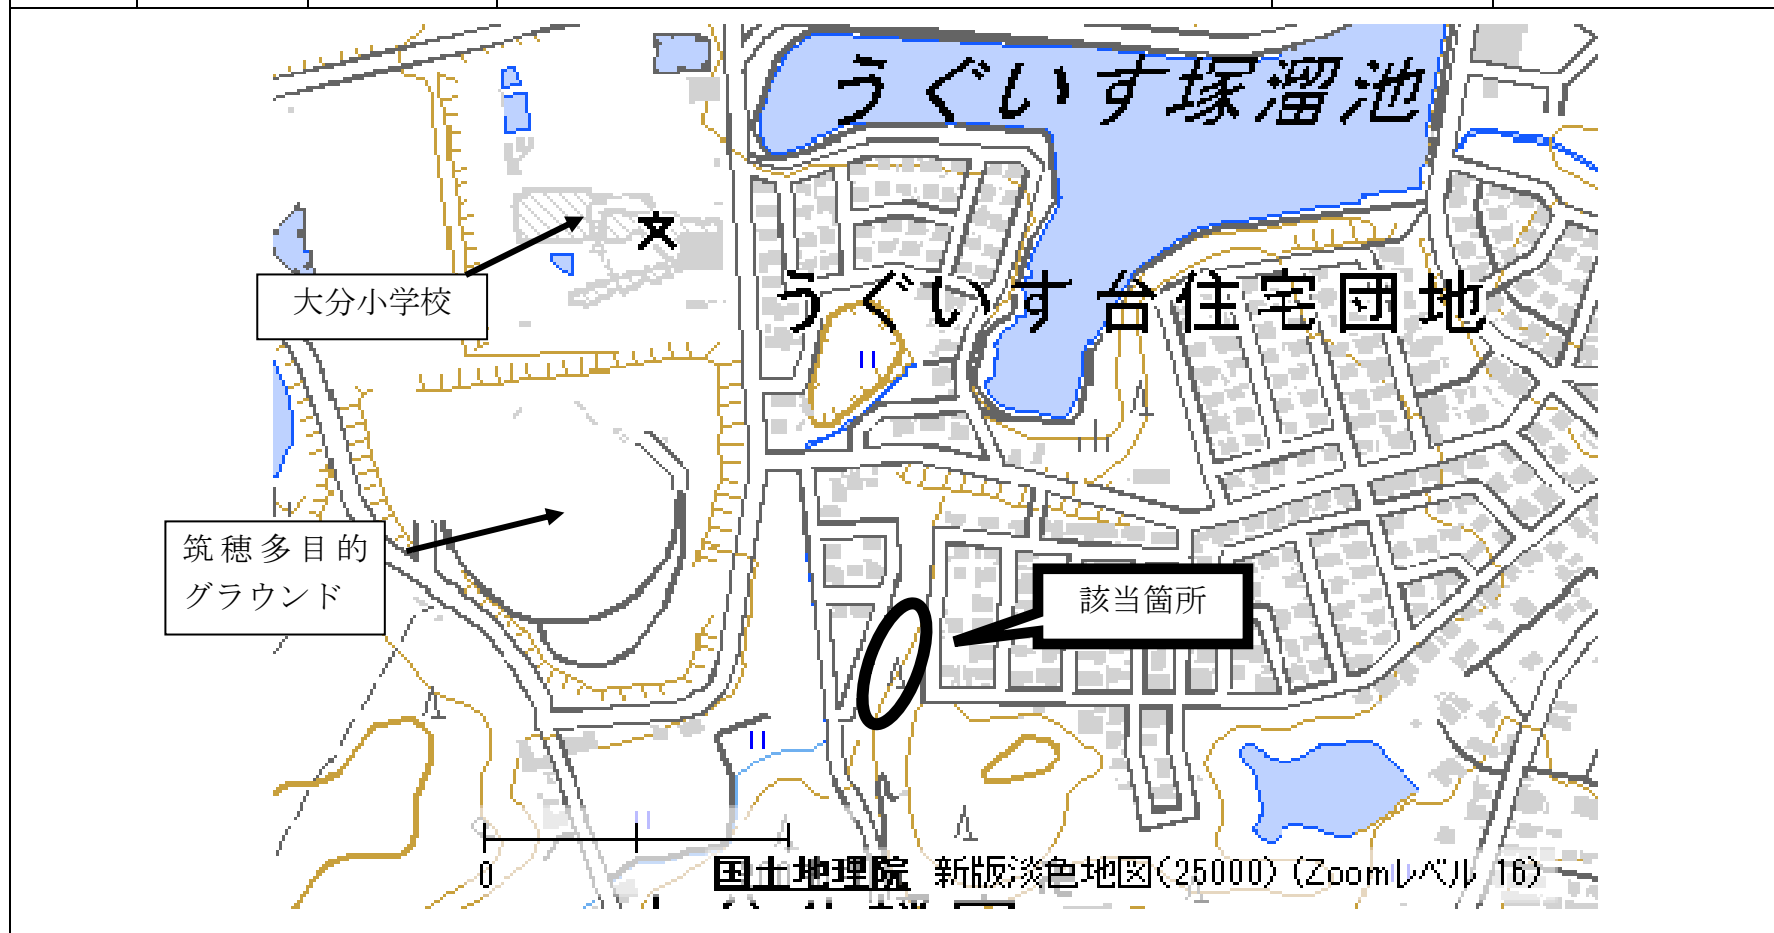 うぐいす塚溜池
うぐいす台住宅団地
大分小学校
筑穂多目的
グラウンド
該当箇所
0
国土地理院 新版淡色地図(25000) (Zoomレベル 16)